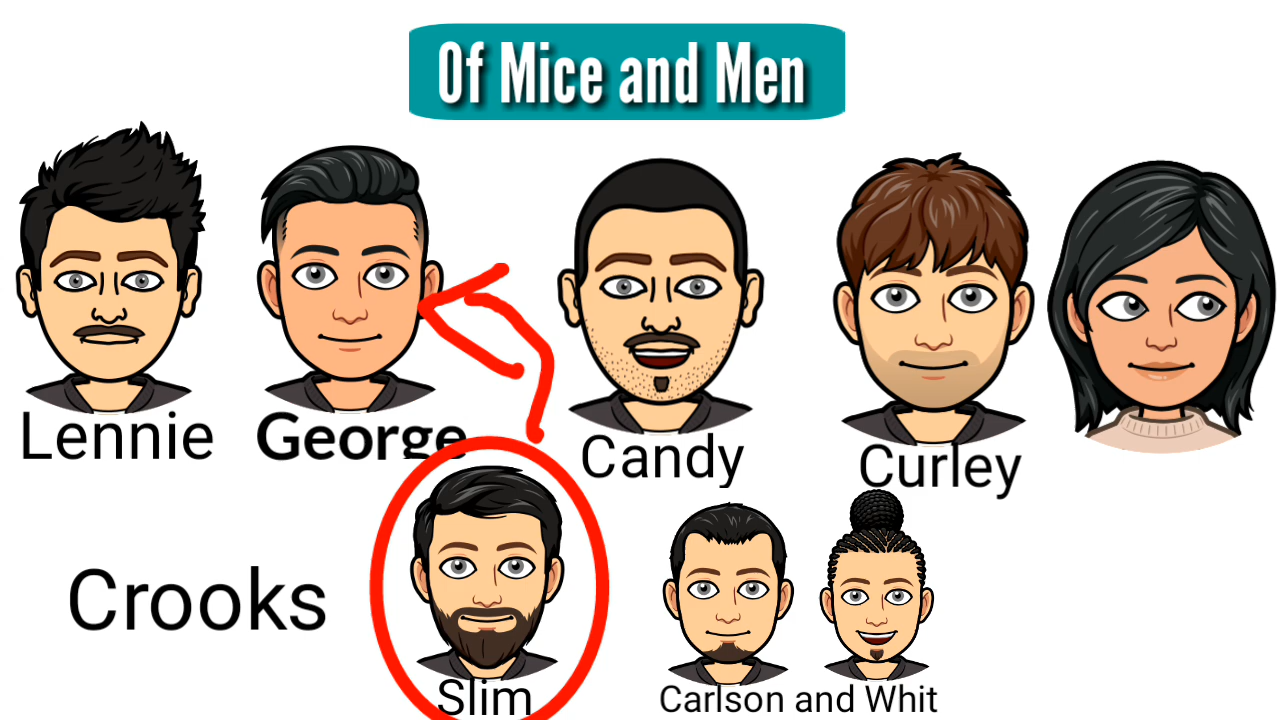 Of Mice and Men
Lennie
George
Candy
Curley
Crooks
Slim
Carlson and Whit